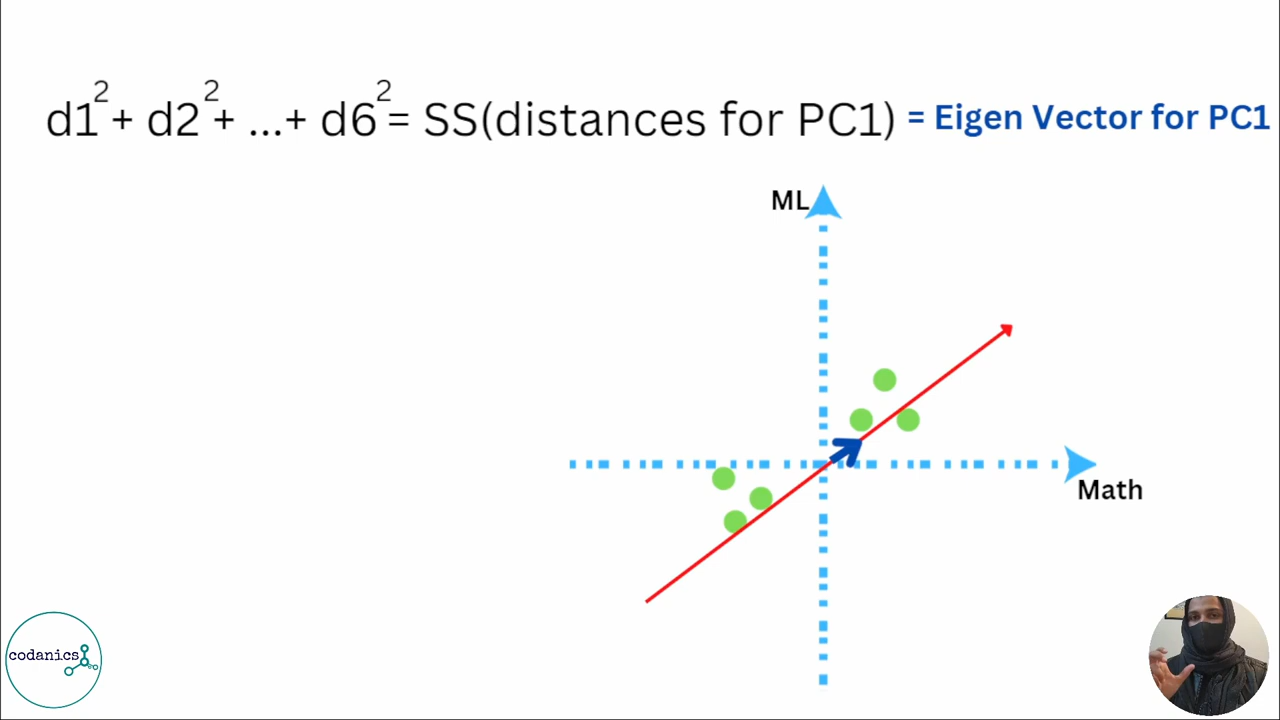 d1²+ d2²+ ...+ d6²= SS(distances for PC1) = Eigen Vector for PC1
ML
Math
codanics